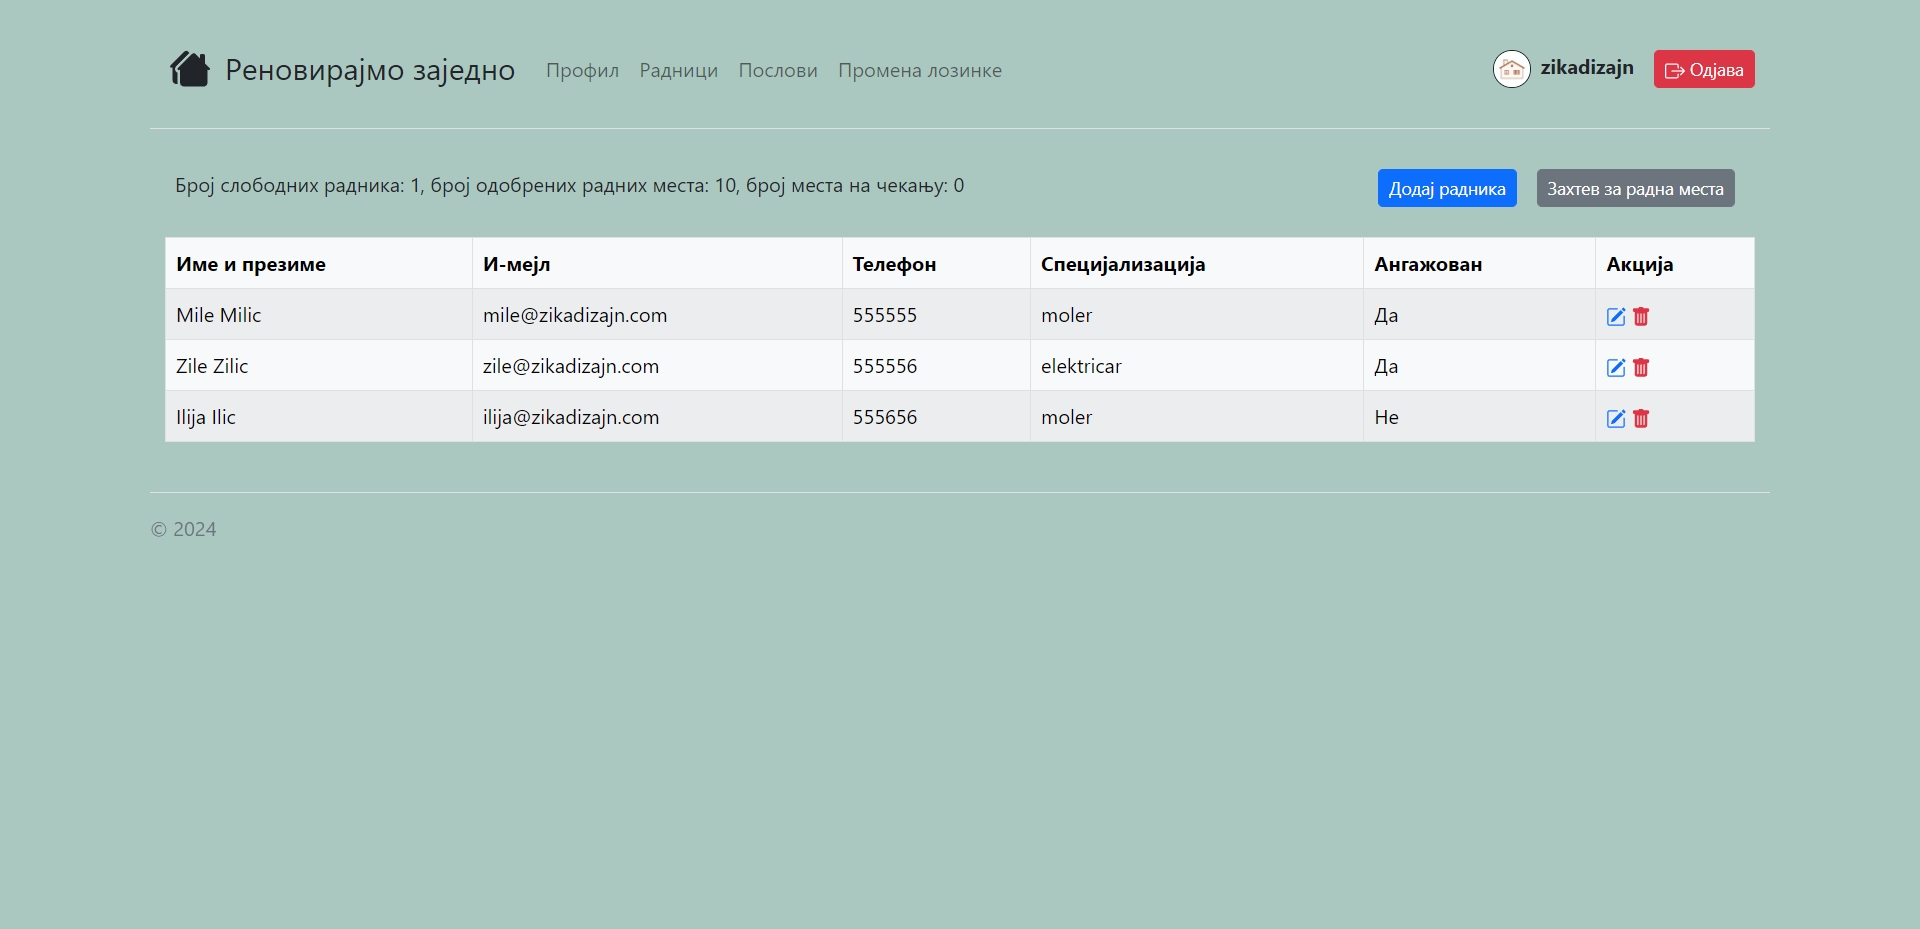 Реновирајмо заједно Профил Радници Послови Промена лозинке zikadizajn Одјава
Број слободних радника: 1, број одобрених радних места: 10, број места на чекању: 0 Додај радника Захтев за радна места
Име и презиме И-мејл Телефон Специјализација Ангажован Акција
Mile Milic mile@zikadizajn.com 555555 moler Да
Zile Zilic zile@zikadizajn.com 555556 elektricar Да
Ilija Ilic ilija@zikadizajn.com 555656 moler Не
© 2024